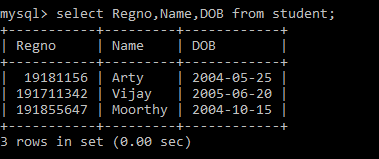 mysql> select Regno,Name,DOB from student;
+-----------+---------+------------+
| Regno     | Name    | DOB        |
+-----------+---------+------------+
|  19181156 | Arty    | 2004-05-25 |
| 191711342 | Vijay   | 2005-06-20 |
| 191855647 | Moorthy | 2004-10-15 |
+-----------+---------+------------+
3 rows in set (0.00 sec)